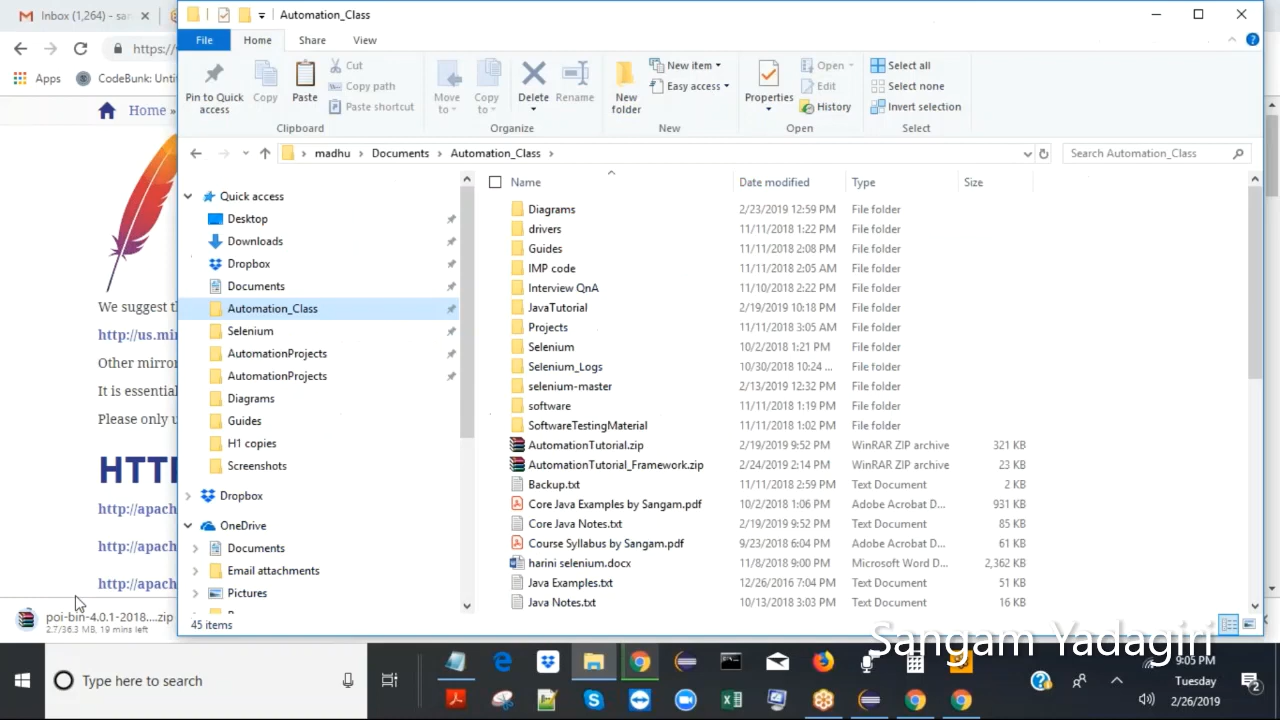 Inbox (1,264) - sar
Automation_Class
File Home Share View
https://
Apps CodeBunk: Unti
Home »
We suggest t
http://us.mir
Other mirror
It is essential
Please only u
HTTP
http://apach
http://apach
http://apach
poi-bin-4.0.1-2018....zip
2.7/36.3 MB, 19 mins left
Pin to Quick access
Copy
Paste
Cut
Copy path
Paste shortcut
Clipboard
Move to
Copy to
Delete
Rename
Organize
New folder
New item
Easy access
New
Properties
Open
Edit
History
Open
Select all
Select none
Invert selection
Select
madhu › Documents › Automation_Class ›
Search Automation_Class
Quick access
Desktop
Downloads
Dropbox
Documents
Automation_Class
Selenium
AutomationProjects
AutomationProjects
Diagrams
Guides
H1 copies
Screenshots
Dropbox
OneDrive
Documents
Email attachments
Pictures
Name Date modified Type Size
Diagrams 2/23/2019 12:59 PM File folder
drivers 11/11/2018 1:22 PM File folder
Guides 11/11/2018 2:08 PM File folder
IMP code 11/11/2018 2:05 AM File folder
Interview QnA 11/10/2018 2:22 PM File folder
JavaTutorial 2/19/2019 10:18 PM File folder
Projects 11/11/2018 3:05 AM File folder
Selenium 10/2/2018 1:21 PM File folder
Selenium_Logs 10/30/2018 10:24 ... File folder
selenium-master 2/13/2019 12:32 PM File folder
software 11/11/2018 1:19 PM File folder
SoftwareTestingMaterial 11/11/2018 1:02 PM File folder
AutomationTutorial.zip 2/19/2019 9:52 PM WinRAR ZIP archive 321 KB
AutomationTutorial_Framework.zip 2/24/2019 2:14 PM WinRAR ZIP archive 23 KB
Backup.txt 11/11/2018 2:59 PM Text Document 2 KB
Core Java Examples by Sangam.pdf 10/2/2018 1:06 PM Adobe Acrobat D... 931 KB
Core Java Notes.txt 2/19/2019 9:52 PM Text Document 85 KB
Course Syllabus by Sangam.pdf 9/23/2018 6:04 PM Adobe Acrobat D... 61 KB
harini selenium.docx 11/8/2018 9:00 PM Microsoft Word D... 2,362 KB
Java Examples.txt 12/26/2016 7:04 PM Text Document 51 KB
Java Notes.txt 10/13/2018 3:03 PM Text Document 16 KB
45 items
Sangam Yadagiri
Type here to search
9:05 PM
Tuesday
2/26/2019
2